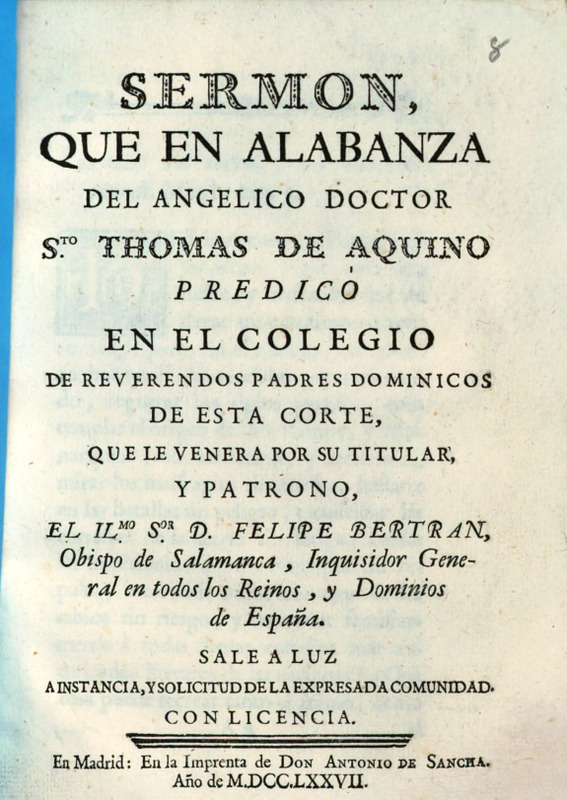 8
SERMON,
QUE EN ALABANZA
DEL ANGELICO DOCTOR
S.TO THOMAS DE AQUINO
PREDICÓ
EN EL COLEGIO
DE REVERENDOS PADRES DOMINICOS
DE ESTA CORTE,
QUE LE VENERA POR SU TITULAR,
Y PATRONO,
EL IL.MO S.OR D. FELIPE BERTRAN,
Obispo de Salamanca, Inquisidor Gene-
ral en todos los Reinos, y Dominios
de España.
SALE A LUZ
A INSTANCIA, Y SOLICITUD DE LA EXPRESADA COMUNIDAD.
CON LICENCIA.
En Madrid: En la Imprenta de DON ANTONIO DE SANCHA.
Año de M.DCC.LXXVII.